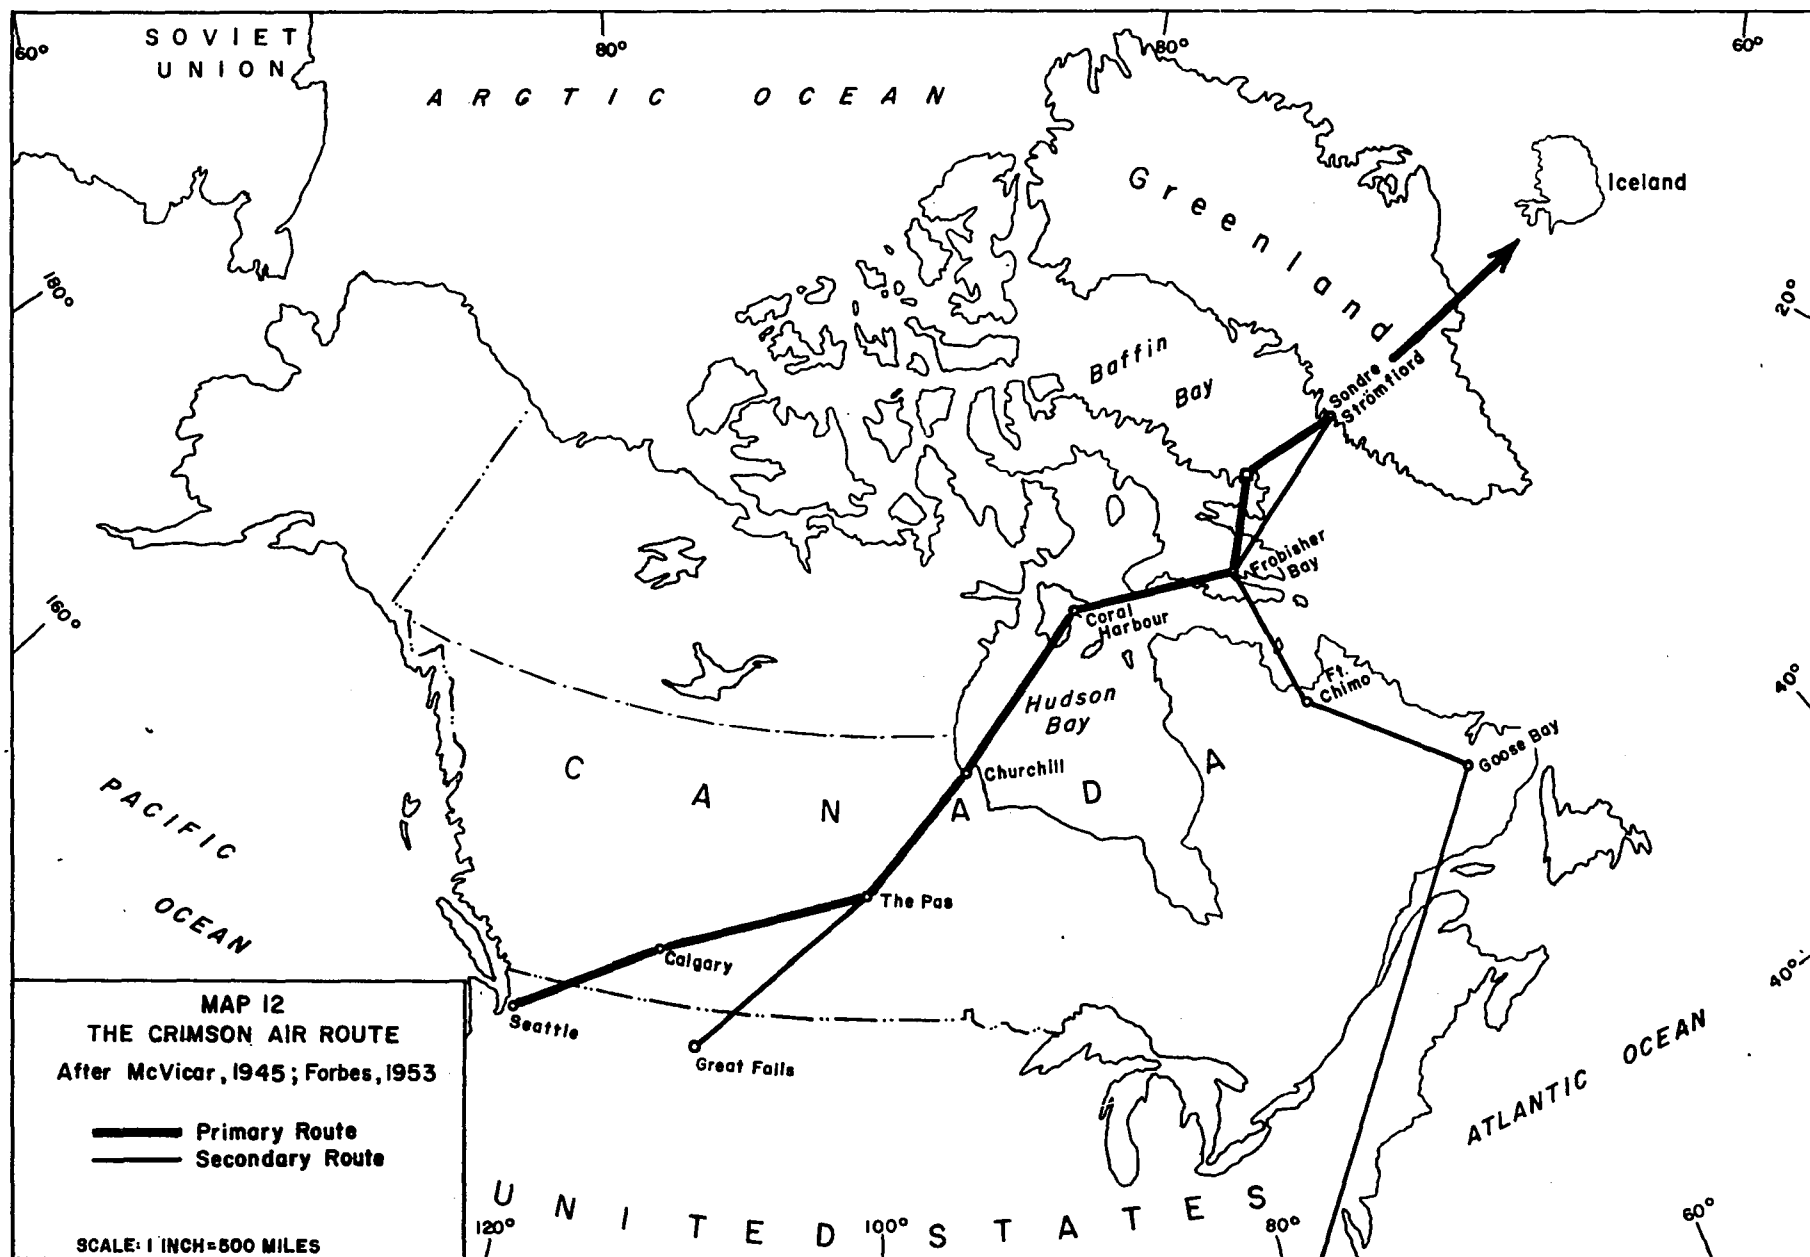 60°
80°
80°
60°
SOVIET
UNION
ARGTIC OCEAN
Greenland
Iceland
180°
20°
Baffin
Bay
Sondre
Strömfiord
Frobisher
Bay
160°
Coral
Harbour
Ft.
Chimo
40°
Hudson
Bay
Goose Bay
CANADA
Churchill
PACIFIC
OCEAN
The Pas
Calgary
40°
Seattle
Great Falls
ATLANTIC OCEAN
MAP 12
THE CRIMSON AIR ROUTE
After McVicar, 1945; Forbes, 1953
Primary Route
Secondary Route
SCALE: 1 INCH=500 MILES
UNITED STATES
120°
100°
80°
60°